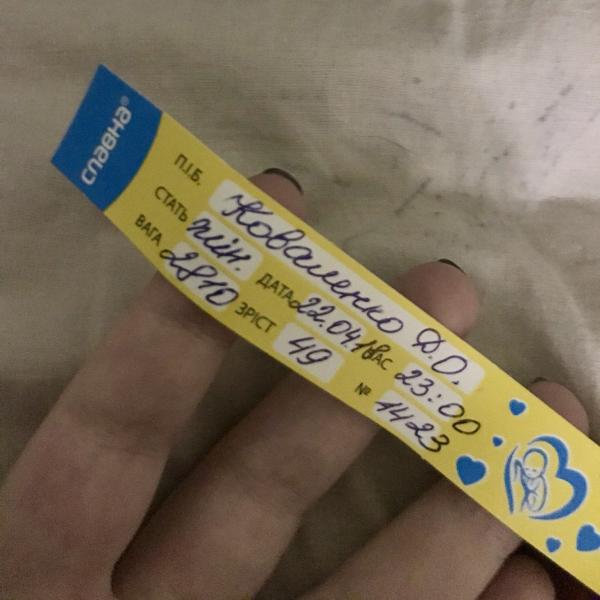 славна®
П.І.Б. Коваленко Д.О.
СТАТЬ жін. ДАТА 22.04.18 ЧАС 23:00
ВАГА 2810 ЗРІСТ 49 № 1423